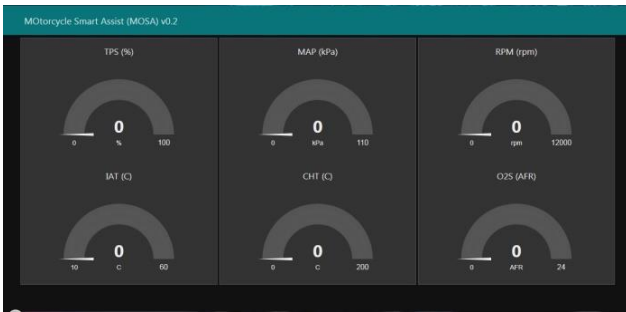 MOtorcycle Smart Assist (MOSA) v0.2
TPS (%) MAP (kPa) RPM (rpm)
0 0 0
0 % 100 0 kPa 110 0 rpm 12000
IAT (C) CHT (C) O2S (AFR)
0 0 0
10 C 60 0 C 200 0 AFR 24